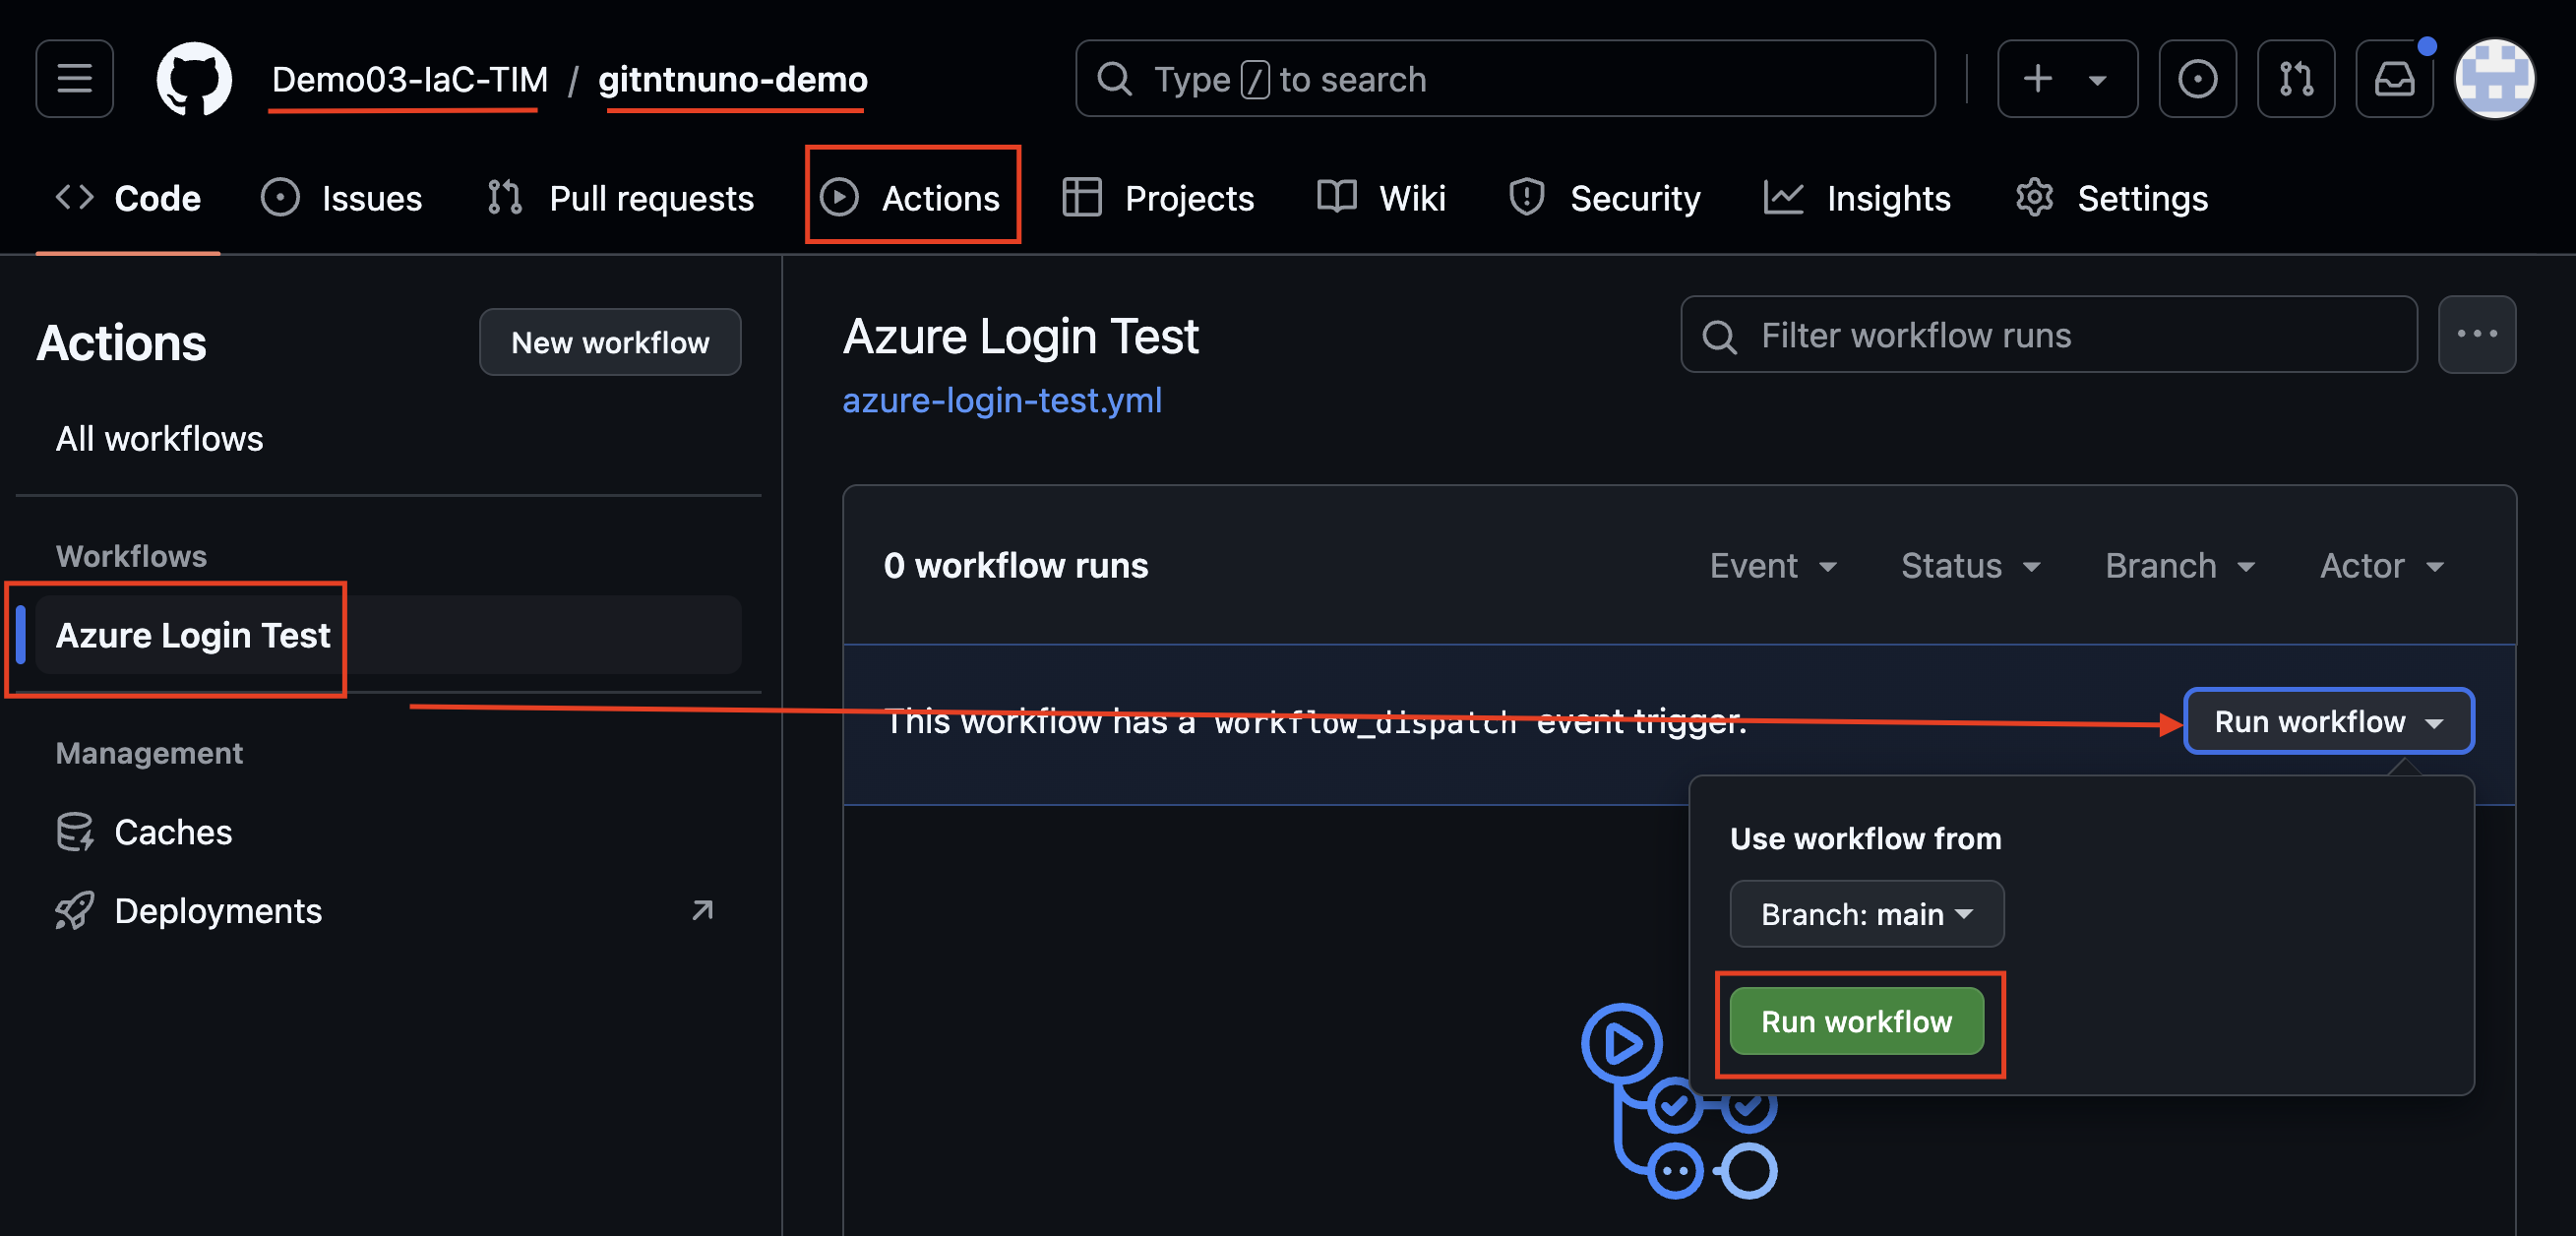 Demo03-IaC-TIM / gitntnuno-demo Type / to search
Code Issues Pull requests Actions Projects Wiki Security Insights Settings
Actions New workflow
All workflows
Workflows
Azure Login Test
Management
Caches
Deployments
Azure Login Test Filter workflow runs
azure-login-test.yml
0 workflow runs Event Status Branch Actor
This workflow has a workflow_dispatch event trigger. Run workflow
Use workflow from
Branch: main
Run workflow